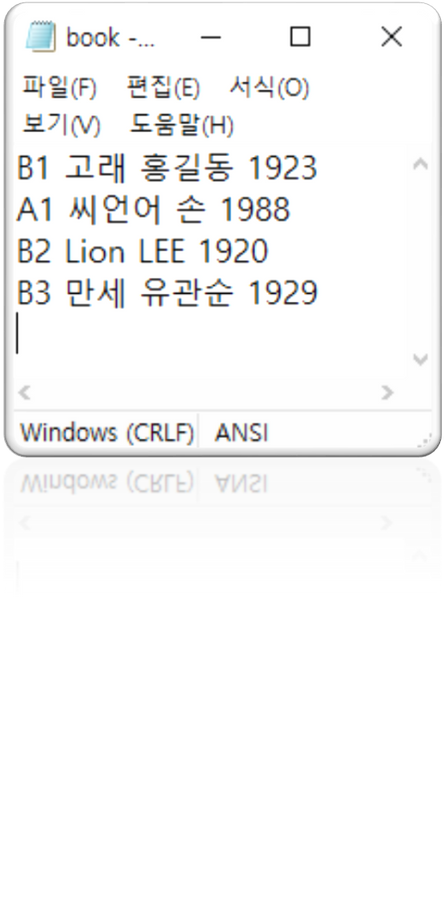 book -...
파일(F) 편집(E) 서식(O)
보기(V) 도움말(H)
B1 고래 홍길동 1923
A1 씨언어 손 1988
B2 Lion LEE 1920
B3 만세 유관순 1929
Windows (CRLF) ANSI